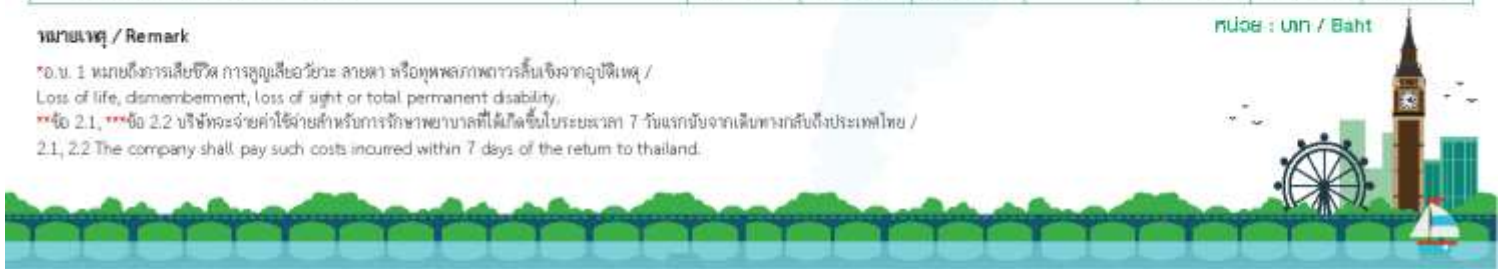 หน่วย : บาท / Baht
หมายเหตุ / Remark
*อ.บ. 1 หมายถึงการเสียชีวิต การสูญเสียอวัยวะ สายตา หรือทุพพลภาพถาวรสิ้นเชิงจากอุบัติเหตุ /
Loss of life, dismemberment, loss of sight or total permanent disability.
**ข้อ 2.1, ***ข้อ 2.2 บริษัทจะจ่ายค่าใช้จ่ายสำหรับการรักษาพยาบาลที่ได้เกิดขึ้นในระยะเวลา 7 วันแรกนับจากเดินทางกลับถึงประเทศไทย /
2.1, 2.2 The company shall pay such costs incurred within 7 days of the return to thailand.